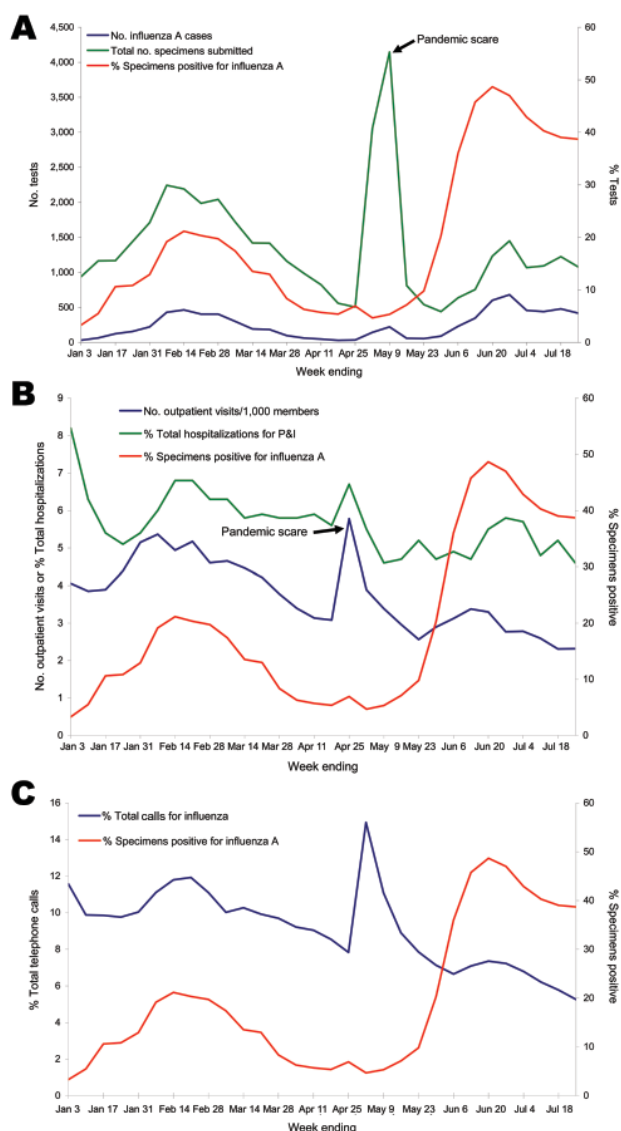 A
No. influenza A cases
Total no. specimens submitted
% Specimens positive for influenza A
Pandemic scare
4,500
4,000
3,500
3,000
2,500
2,000
1,500
1,000
500
0
No. tests
60
50
40
30
20
10
0
% Tests
Jan 3 Jan 17 Jan 31 Feb 14 Feb 28 Mar 14 Mar 28 Apr 11 Apr 25 May 9 May 23 Jun 6 Jun 20 Jul 4 Jul 18
Week ending
B
No. outpatient visits/1,000 members
% Total hospitalizations for P&I
% Specimens positive for influenza A
Pandemic scare
9
8
7
6
5
4
3
2
1
0
No. outpatient visits or % Total hospitalizations
60
50
40
30
20
10
0
% Specimens positive
Jan 3 Jan 17 Jan 31 Feb 14 Feb 28 Mar 14 Mar 28 Apr 11 Apr 25 May 9 May 23 Jun 6 Jun 20 Jul 4 Jul 18
Week ending
C
% Total calls for influenza
% Specimens positive for influenza A
16
14
12
10
8
6
4
2
0
% Total telephone calls
60
50
40
30
20
10
0
% Specimens positive
Jan 3 Jan 17 Jan 31 Feb 14 Feb 28 Mar 14 Mar 28 Apr 11 Apr 25 May 9 May 23 Jun 6 Jun 20 Jul 4 Jul 18
Week ending